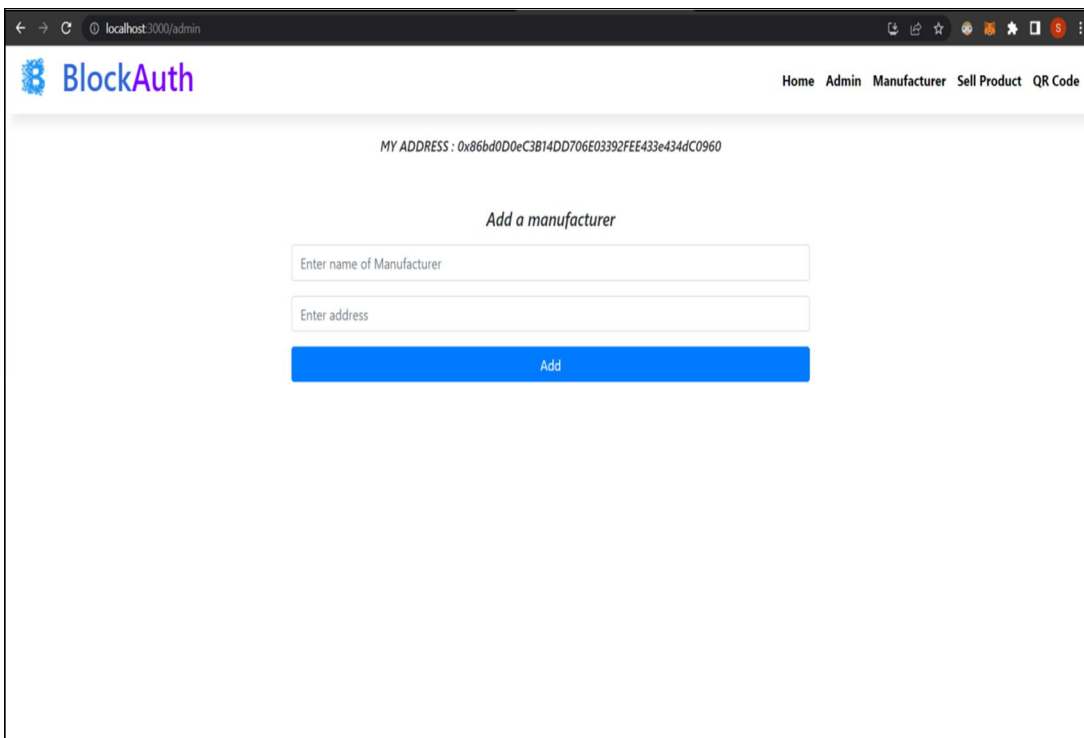 localhost:3000/admin
S
BlockAuth
Home Admin Manufacturer Sell Product QR Code
MY ADDRESS : 0x86bd0D0eC3B14DD706E03392FEE433e434dC0960
Add a manufacturer
Enter name of Manufacturer
Enter address
Add